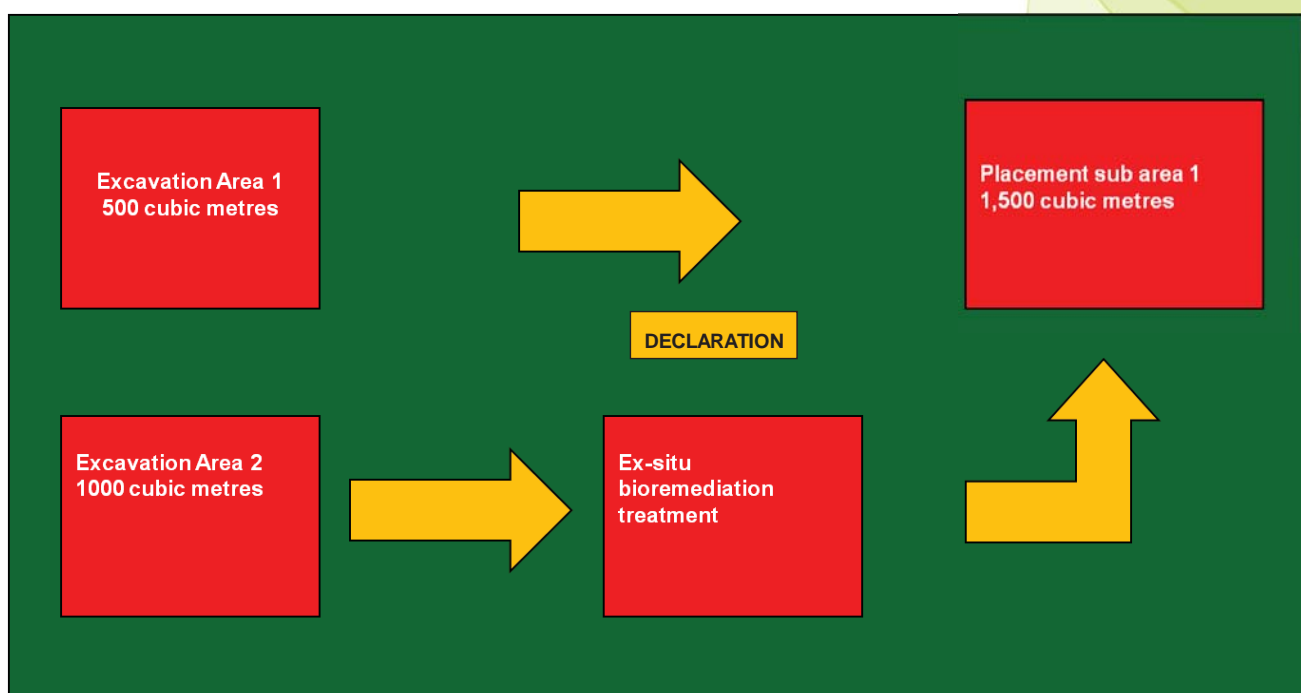 Excavation Area 1
500 cubic metres
Placement sub area 1
1,500 cubic metres
DECLARATION
Excavation Area 2
1000 cubic metres
Ex-situ
bioremediation
treatment